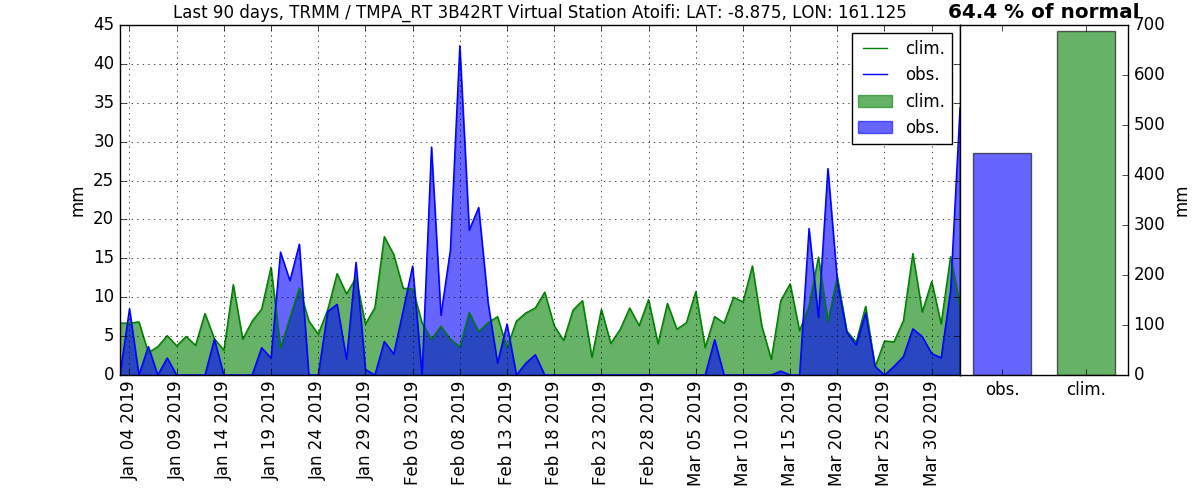 Last 90 days, TRMM / TMPA_RT 3B42RT Virtual Station Atoifi: LAT: -8.875, LON: 161.125
64.4 % of normal
45
40
35
30
25
20
15
10
5
0
mm
clim.
obs.
clim.
obs.
700
600
500
400
300
200
100
0
mm
obs.
clim.
Jan 04 2019
Jan 09 2019
Jan 14 2019
Jan 19 2019
Jan 24 2019
Jan 29 2019
Feb 03 2019
Feb 08 2019
Feb 13 2019
Feb 18 2019
Feb 23 2019
Feb 28 2019
Mar 05 2019
Mar 10 2019
Mar 15 2019
Mar 20 2019
Mar 25 2019
Mar 30 2019